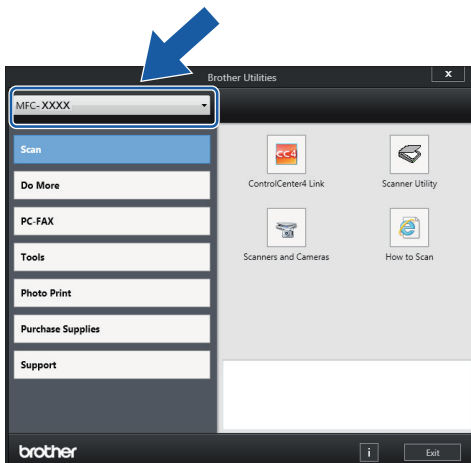 Brother Utilities
x
MFC-XXXX
Scan
Do More
PC-FAX
Tools
Photo Print
Purchase Supplies
Support
CC4
ControlCenter4 Link
Scanner Utility
Scanners and Cameras
How to Scan
brother
i
Exit